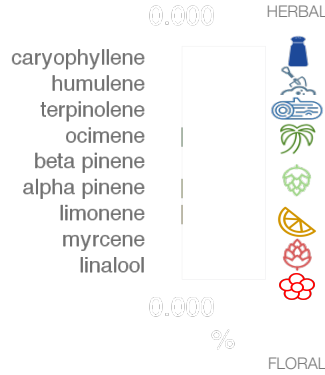 0.000
HERBAL
caryophyllene
humulene
terpinolene
ocimene
beta pinene
alpha pinene
limonene
myrcene
linalool
0.000
%
FLORAL